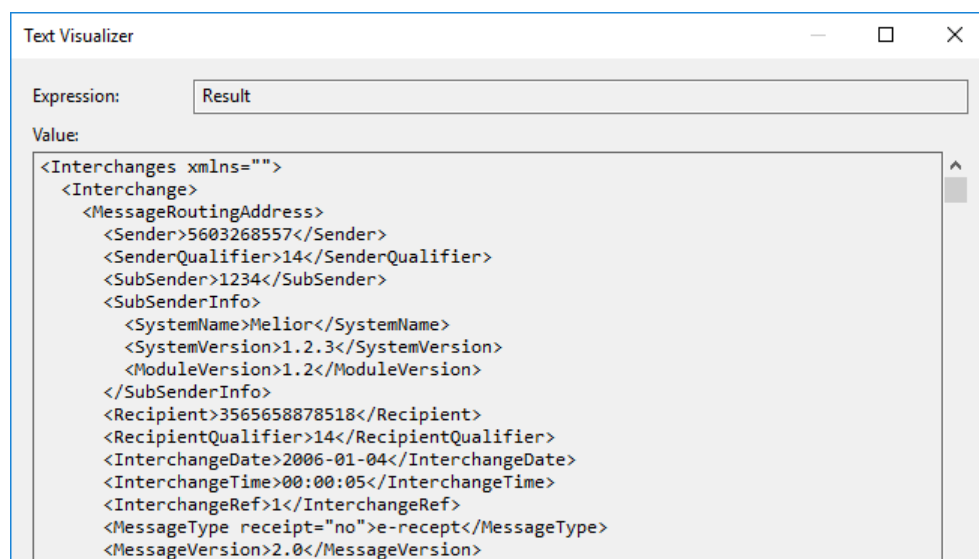 Text Visualizer
Expression:
Result
Value:
<Interchanges xmlns="">
<Interchange>
<MessageRoutingAddress>
<Sender>5603268557</Sender>
<SenderQualifier>14</SenderQualifier>
<SubSender>1234</SubSender>
<SubSenderInfo>
<SystemName>Melior</SystemName>
<SystemVersion>1.2.3</SystemVersion>
<ModuleVersion>1.2</ModuleVersion>
</SubSenderInfo>
<Recipient>3565658878518</Recipient>
<RecipientQualifier>14</RecipientQualifier>
<InterchangeDate>2006-01-04</InterchangeDate>
<InterchangeTime>00:00:05</InterchangeTime>
<InterchangeRef>1</InterchangeRef>
<MessageType receipt="no">e-recept</MessageType>
<MessageVersion>2.0</MessageVersion>